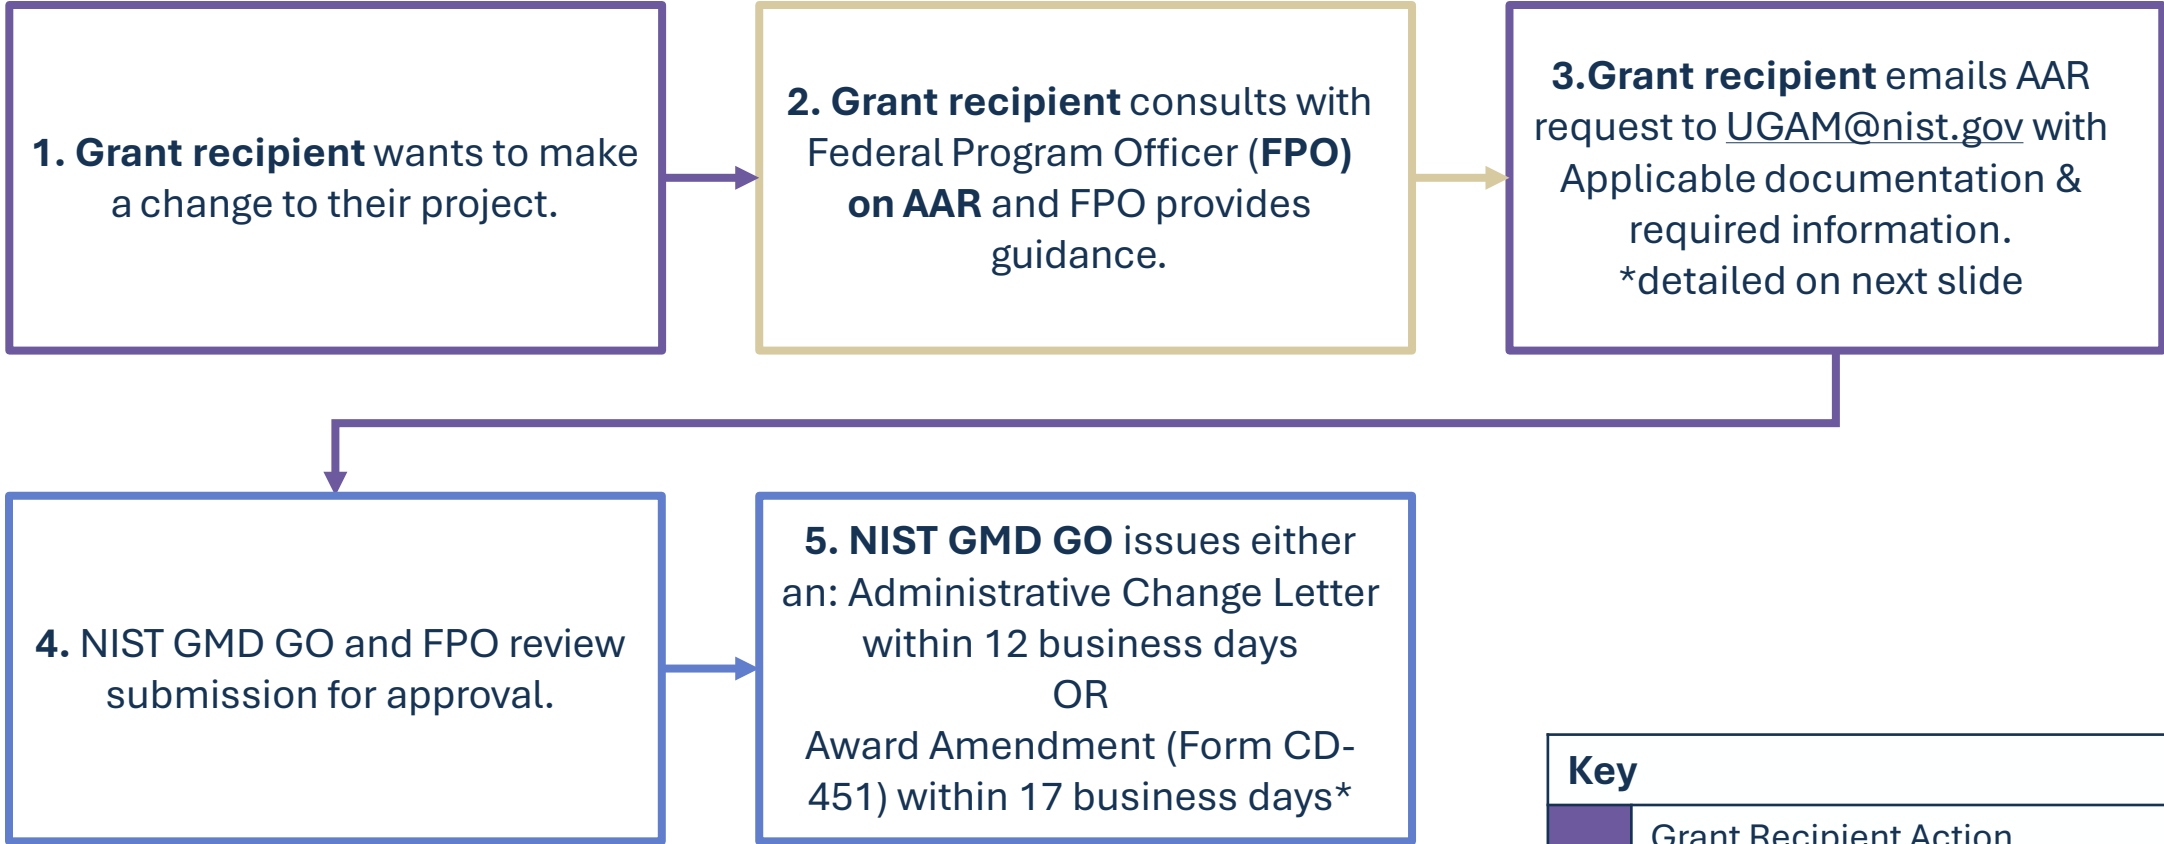 1. Grant recipient wants to make
a change to their project.
2. Grant recipient consults with
Federal Program Officer (FPO)
on AAR and FPO provides
guidance.
3.Grant recipient emails AAR
request to UGAM@nist.gov with
Applicable documentation &
required information.
*detailed on next slide
4. NIST GMD GO and FPO review
submission for approval.
5. NIST GMD GO issues either
an: Administrative Change Letter
within 12 business days
OR
Award Amendment (Form CD-
451) within 17 business days*
Key
Grant Recipient Action